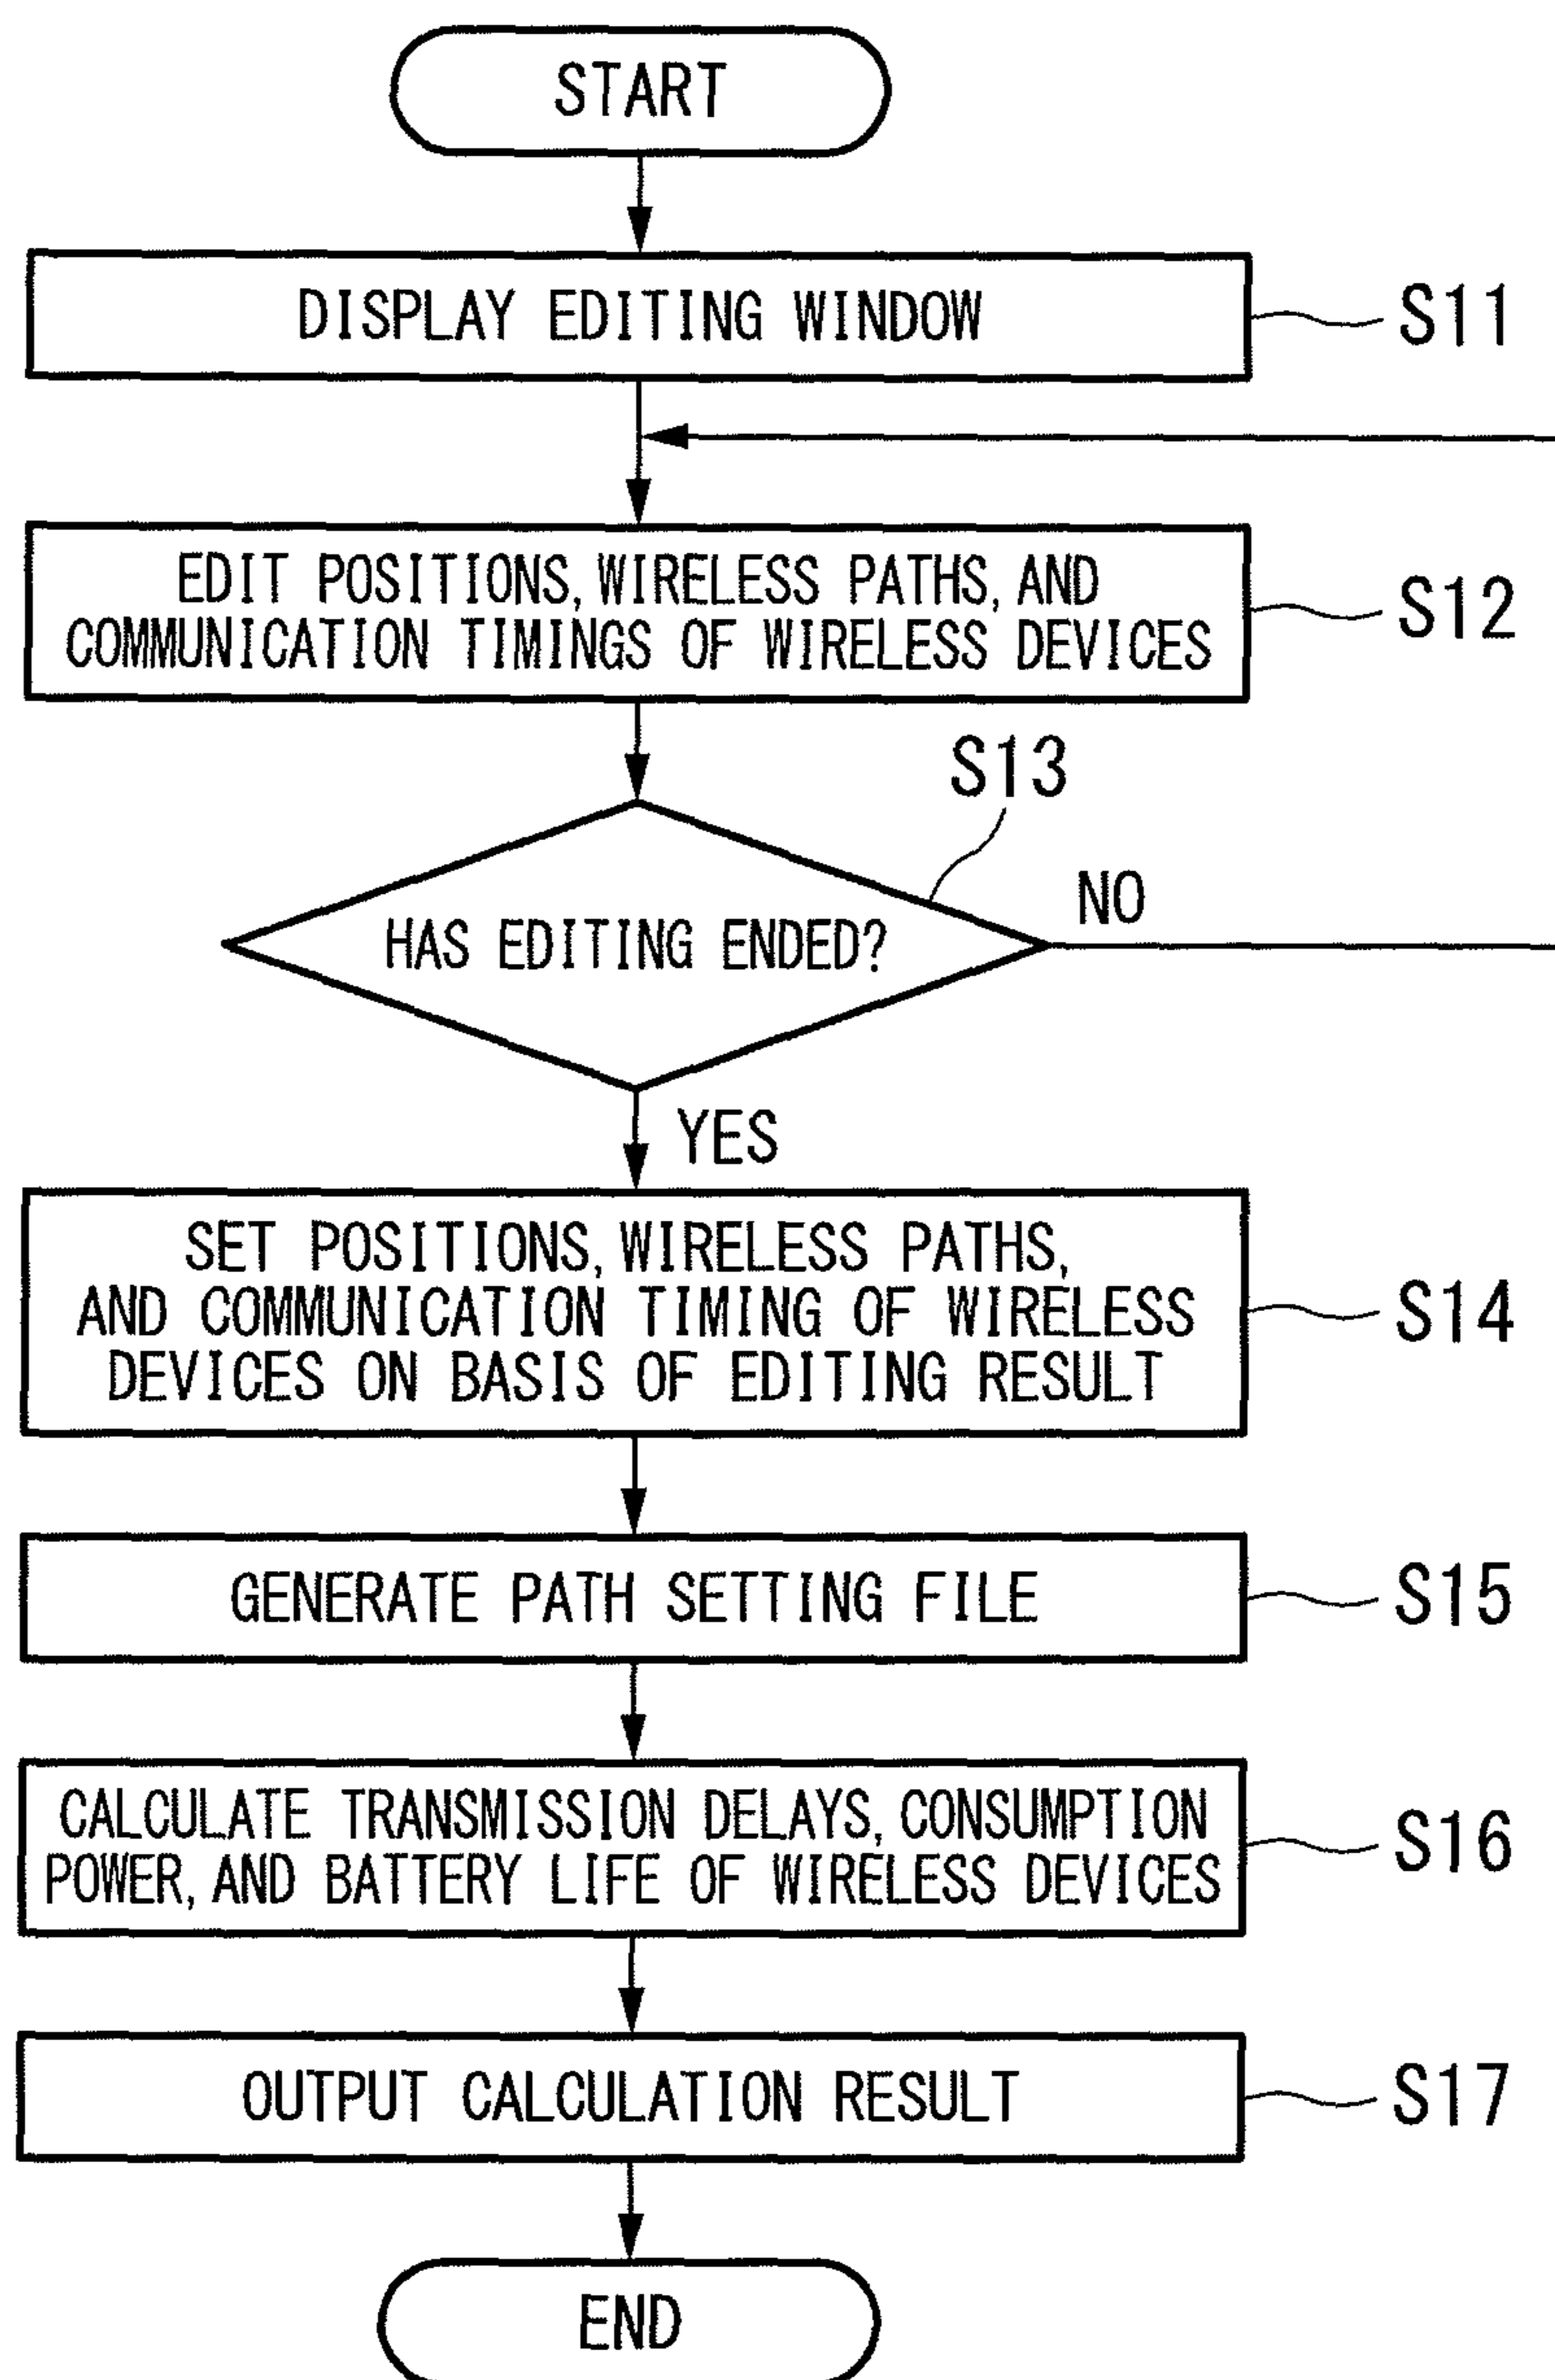 START
DISPLAY EDITING WINDOW
S11
EDIT POSITIONS, WIRELESS PATHS, AND
COMMUNICATION TIMINGS OF WIRELESS DEVICES
S12
S13
HAS EDITING ENDED?
NO
YES
SET POSITIONS, WIRELESS PATHS,
AND COMMUNICATION TIMING OF WIRELESS
DEVICES ON BASIS OF EDITING RESULT
S14
GENERATE PATH SETTING FILE
S15
CALCULATE TRANSMISSION DELAYS, CONSUMPTION
POWER, AND BATTERY LIFE OF WIRELESS DEVICES
S16
OUTPUT CALCULATION RESULT
S17
END